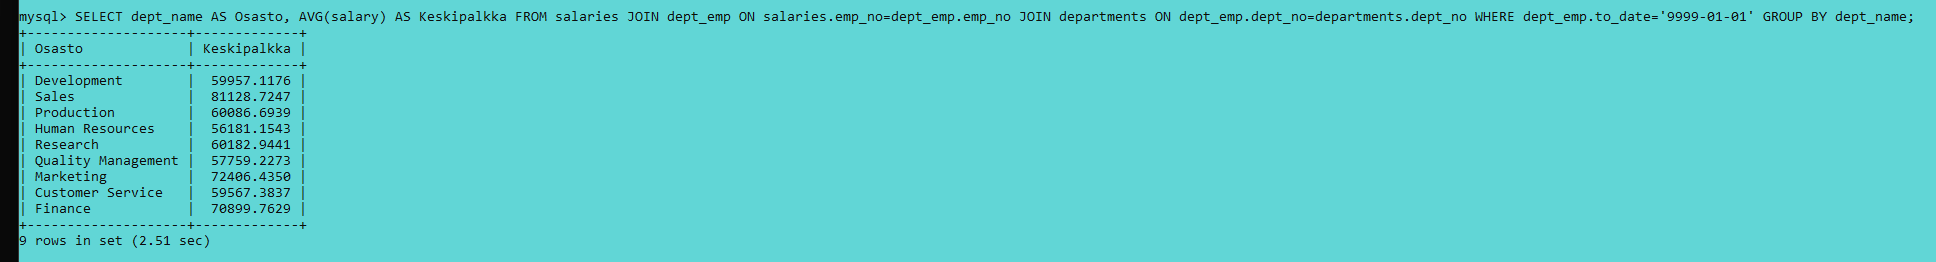 mysql> SELECT dept_name AS Osasto, AVG(salary) AS Keskipalkka FROM salaries JOIN dept_emp ON salaries.emp_no=dept_emp.emp_no JOIN departments ON dept_emp.dept_no=departments.dept_no WHERE dept_emp.to_date='9999-01-01' GROUP BY dept_name;
+--------------------+-------------+
| Osasto             | Keskipalkka |
+--------------------+-------------+
| Development        |  59957.1176 |
| Sales              |  81128.7247 |
| Production         |  60086.6939 |
| Human Resources    |  56181.1543 |
| Research           |  60182.9441 |
| Quality Management |  57759.2273 |
| Marketing          |  72406.4350 |
| Customer Service   |  59567.3837 |
| Finance            |  70899.7629 |
+--------------------+-------------+
9 rows in set (2.51 sec)